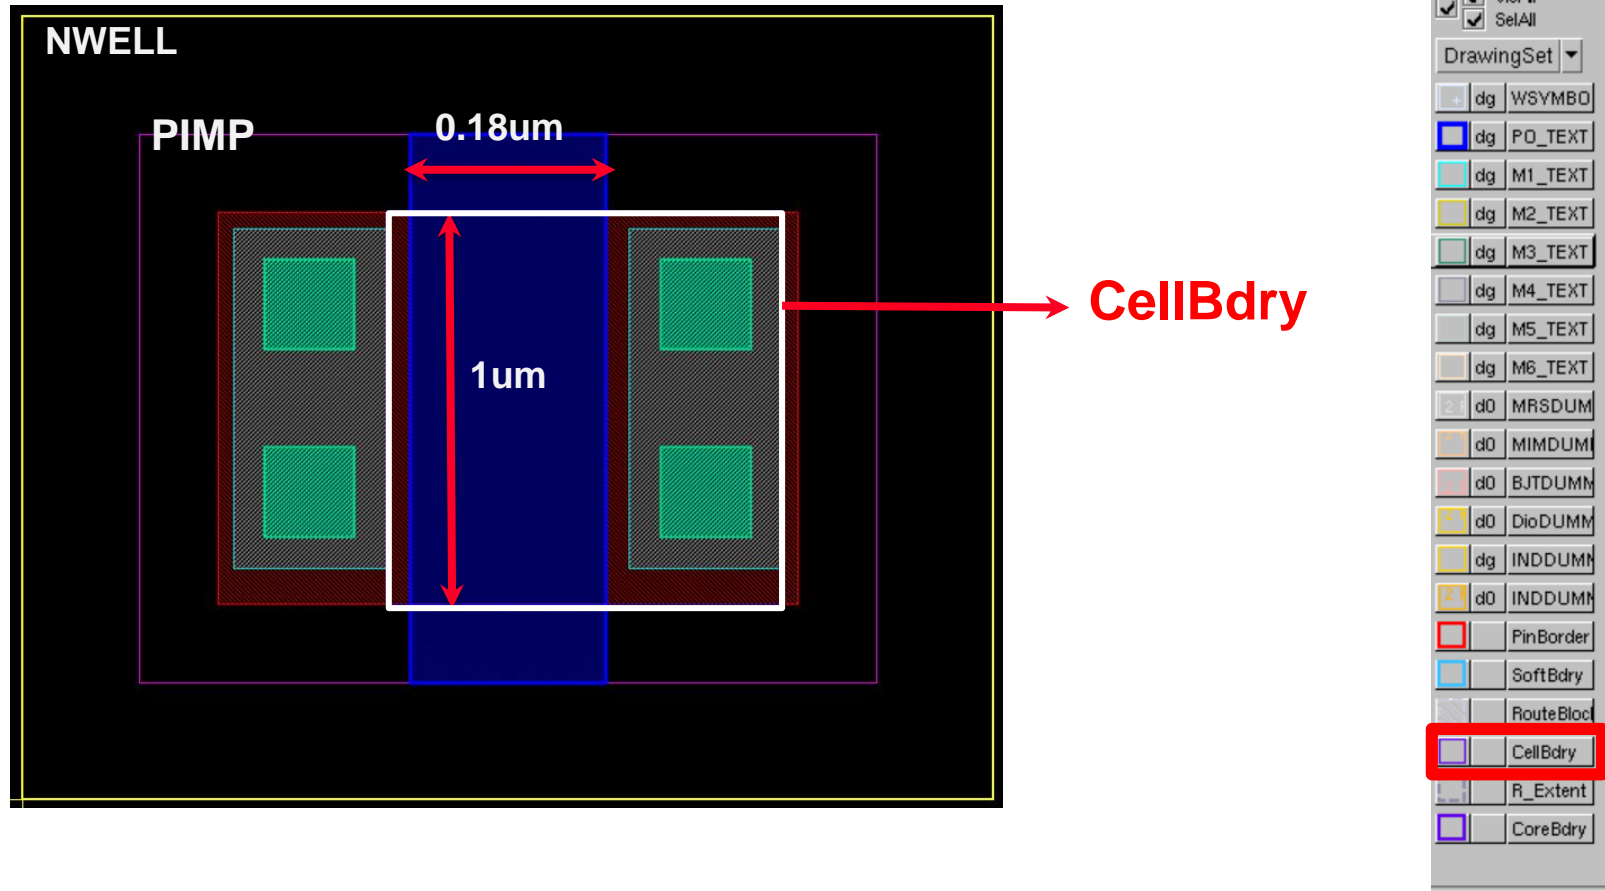 NWELL
PIMP
0.18um
1um
CellBdry
SelAll
DrawingSet
dg WSYMBO
dg PO_TEXT
dg M1_TEXT
dg M2_TEXT
dg M3_TEXT
dg M4_TEXT
dg M5_TEXT
dg M6_TEXT
d0 MRSDUM
d0 MIMDUM
d0 BJTDUMM
d0 DioDUMM
dg INDDUMM
d0 INDDUMM
PinBorder
SoftBdry
RouteBloc
CellBdry
R_Extent
CoreBdry